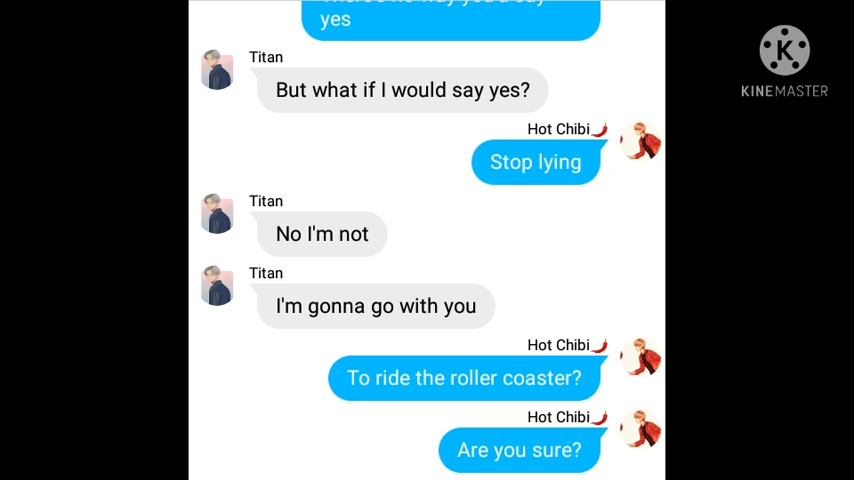 yes
Titan
But what if I would say yes?
Hot Chibi🌶️
Stop lying
Titan
No I'm not
Titan
I'm gonna go with you
Hot Chibi🌶️
To ride the roller coaster?
Hot Chibi🌶️
Are you sure?
K
KINEMASTER